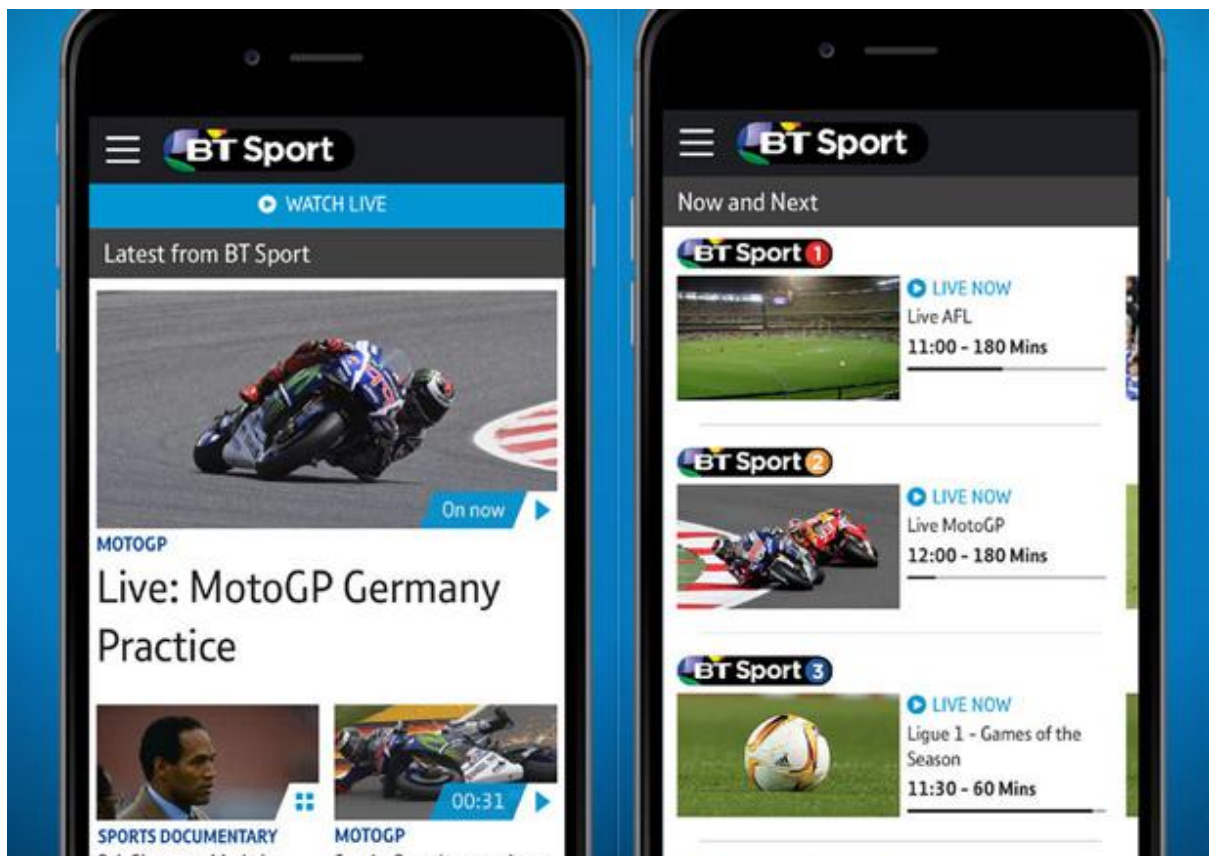 BT Sport
WATCH LIVE
Latest from BT Sport
On now
MOTOGP
Live: MotoGP Germany
Practice
00:31
SPORTS DOCUMENTARY
MOTOGP
BT Sport
Now and Next
BT Sport 1
LIVE NOW
Live AFL
11:00 - 180 Mins
BT Sport 2
LIVE NOW
Live MotoGP
12:00 - 180 Mins
BT Sport 3
LIVE NOW
Ligue 1 - Games of the
Season
11:30 - 60 Mins